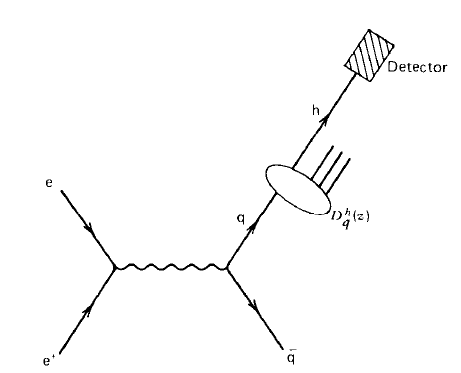 Detector
h
e
q
D_q^h(z)
e⁺
q̄